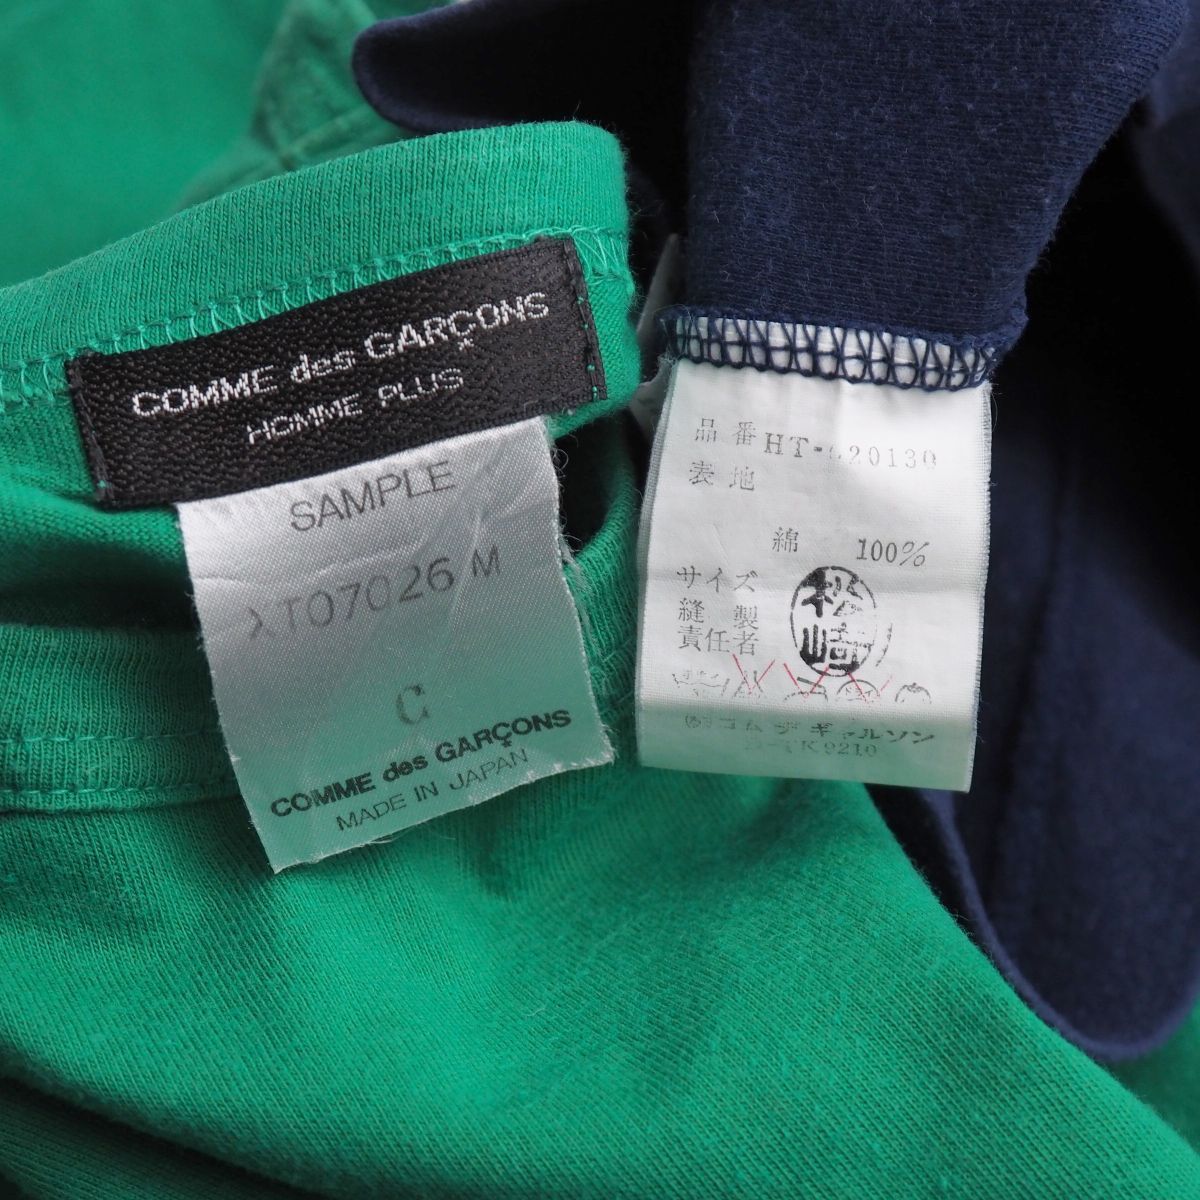 COMME des GARÇONS
HOMME PLUS
SAMPLE
XT07026 M
C
COMME des GARÇONS
MADE IN JAPAN
品番
表地
綿 100%
サイズ
縫製
責任者
松崎
コムデギャルソン